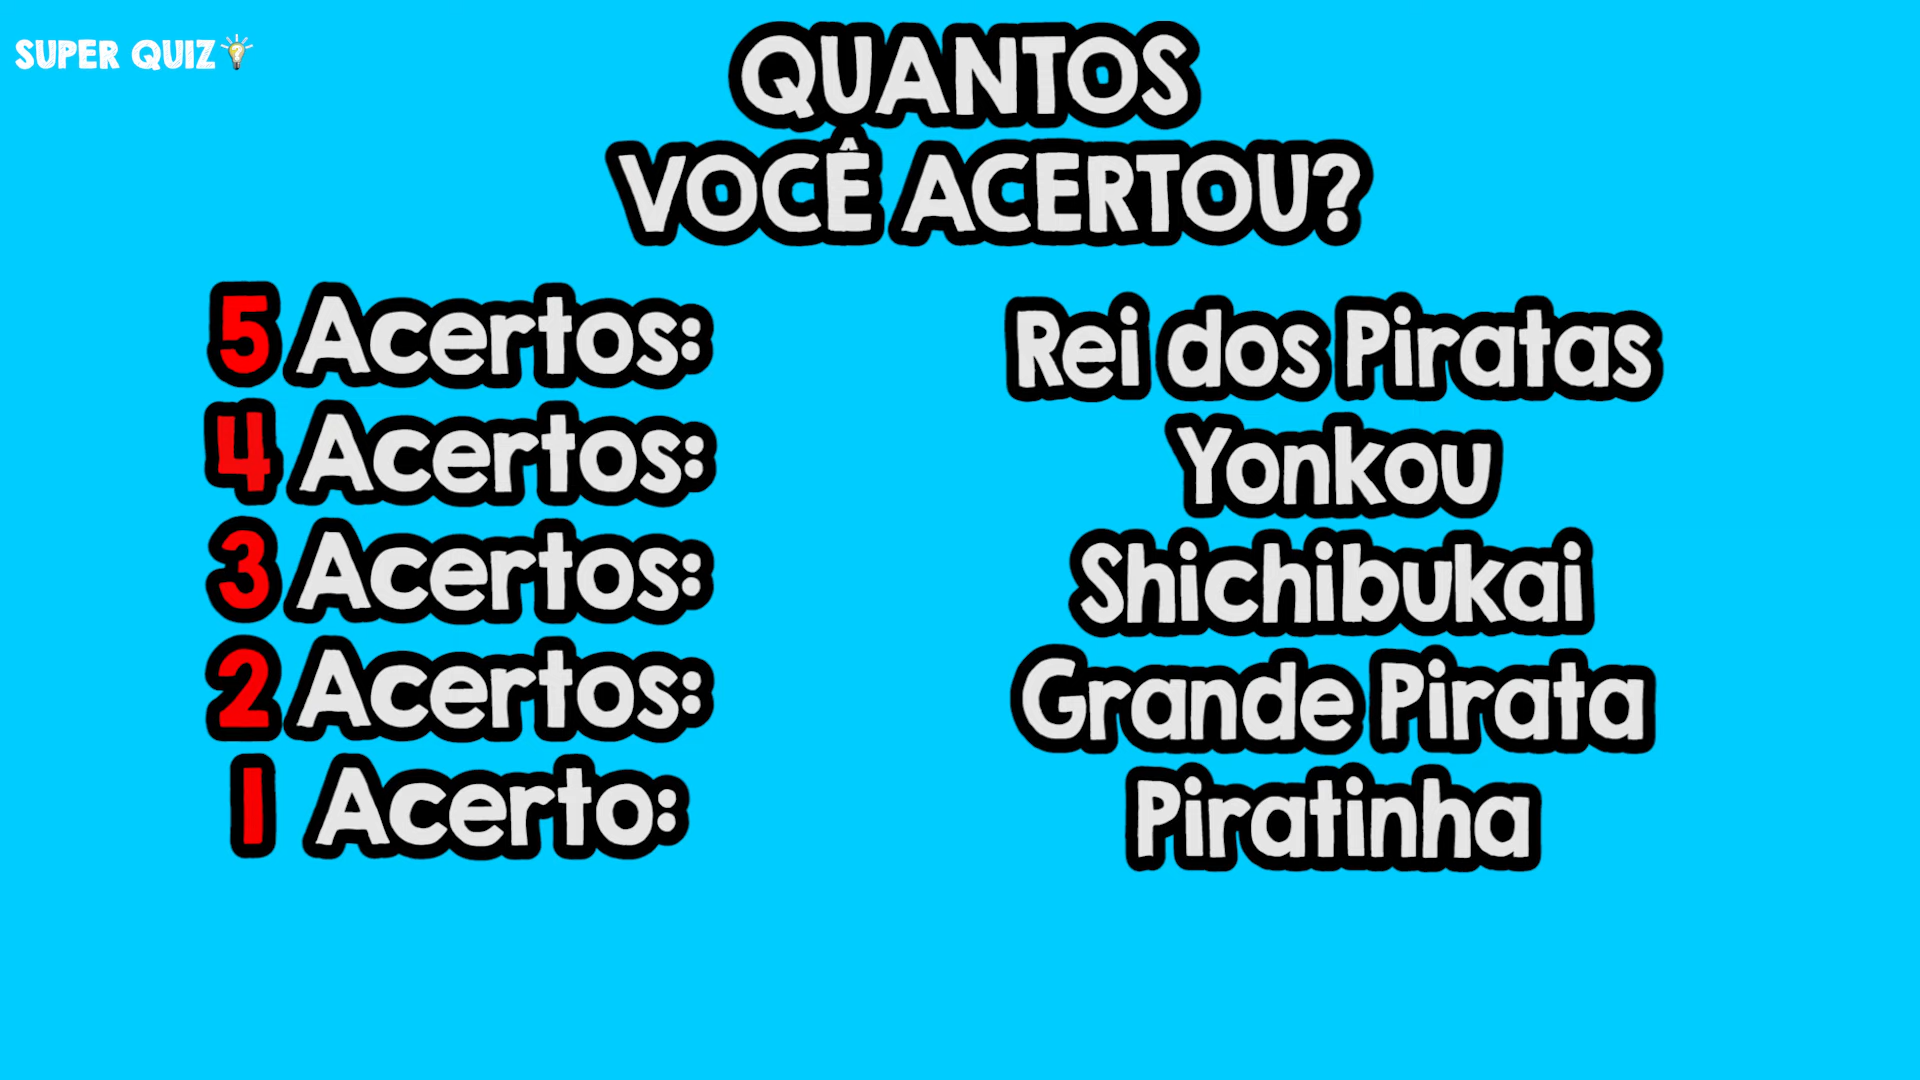 SUPER QUIZ
QUANTOS
VOCÊ ACERTOU?
5 Acertos: Rei dos Piratas
4 Acertos: Yonkou
3 Acertos: Shichibukai
2 Acertos: Grande Pirata
1 Acerto: Piratinha